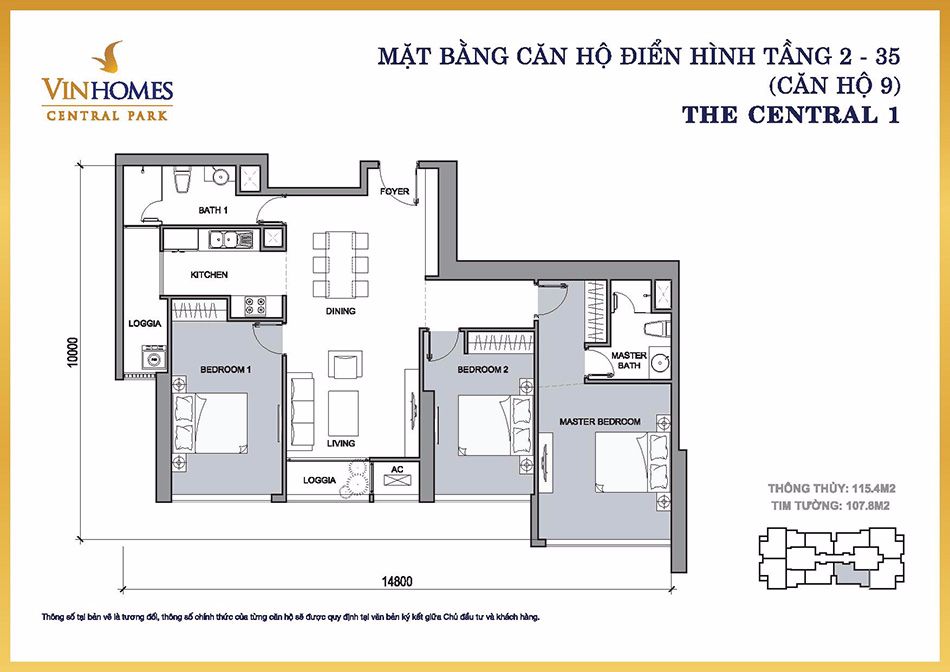 VINHOMES
CENTRAL PARK
MẶT BẰNG CĂN HỘ ĐIỂN HÌNH TẦNG 2 - 35
(CĂN HỘ 9)
THE CENTRAL 1
FOYER
BATH 1
KITCHEN
DINING
LOGGIA
BEDROOM 1
BEDROOM 2
MASTER
BATH
MASTER BEDROOM
LIVING
LOGGIA
AC
10000
14800
THÔNG THỦY: 115.4M2
TIM TƯỜNG: 107.8M2
Thông số tại bản vẽ là tương đối, thông số chính thức của từng căn hộ sẽ được quy định tại văn bản ký kết giữa Chủ đầu tư và khách hàng.